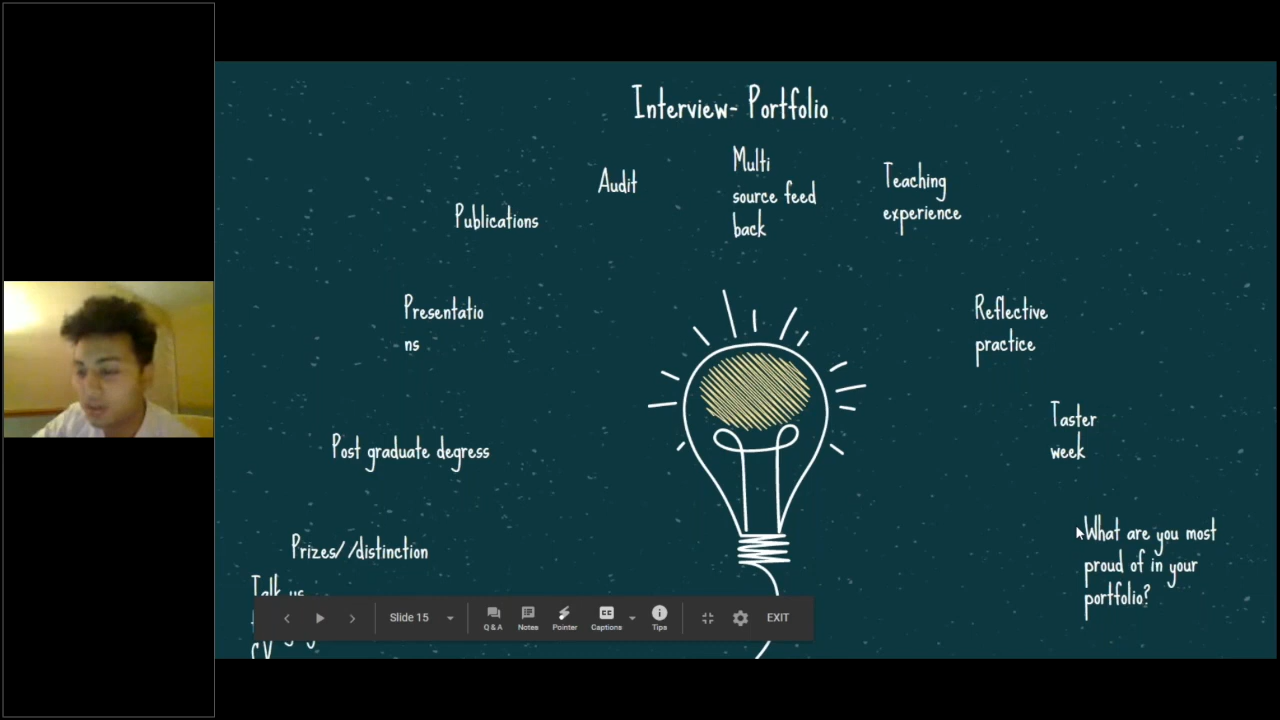 Interview- Portfolio
Multi
source feed
back
Audit
Teaching
experience
Publications
Presentatio
ns
Reflective
practice
Taster
week
Post graduate degress
What are you most
proud of in your
portfolio?
Prizes//distinction
Talk us
CV
Slide 15
Q & A
Notes
Pointer
CC
Captions
Tips
EXIT